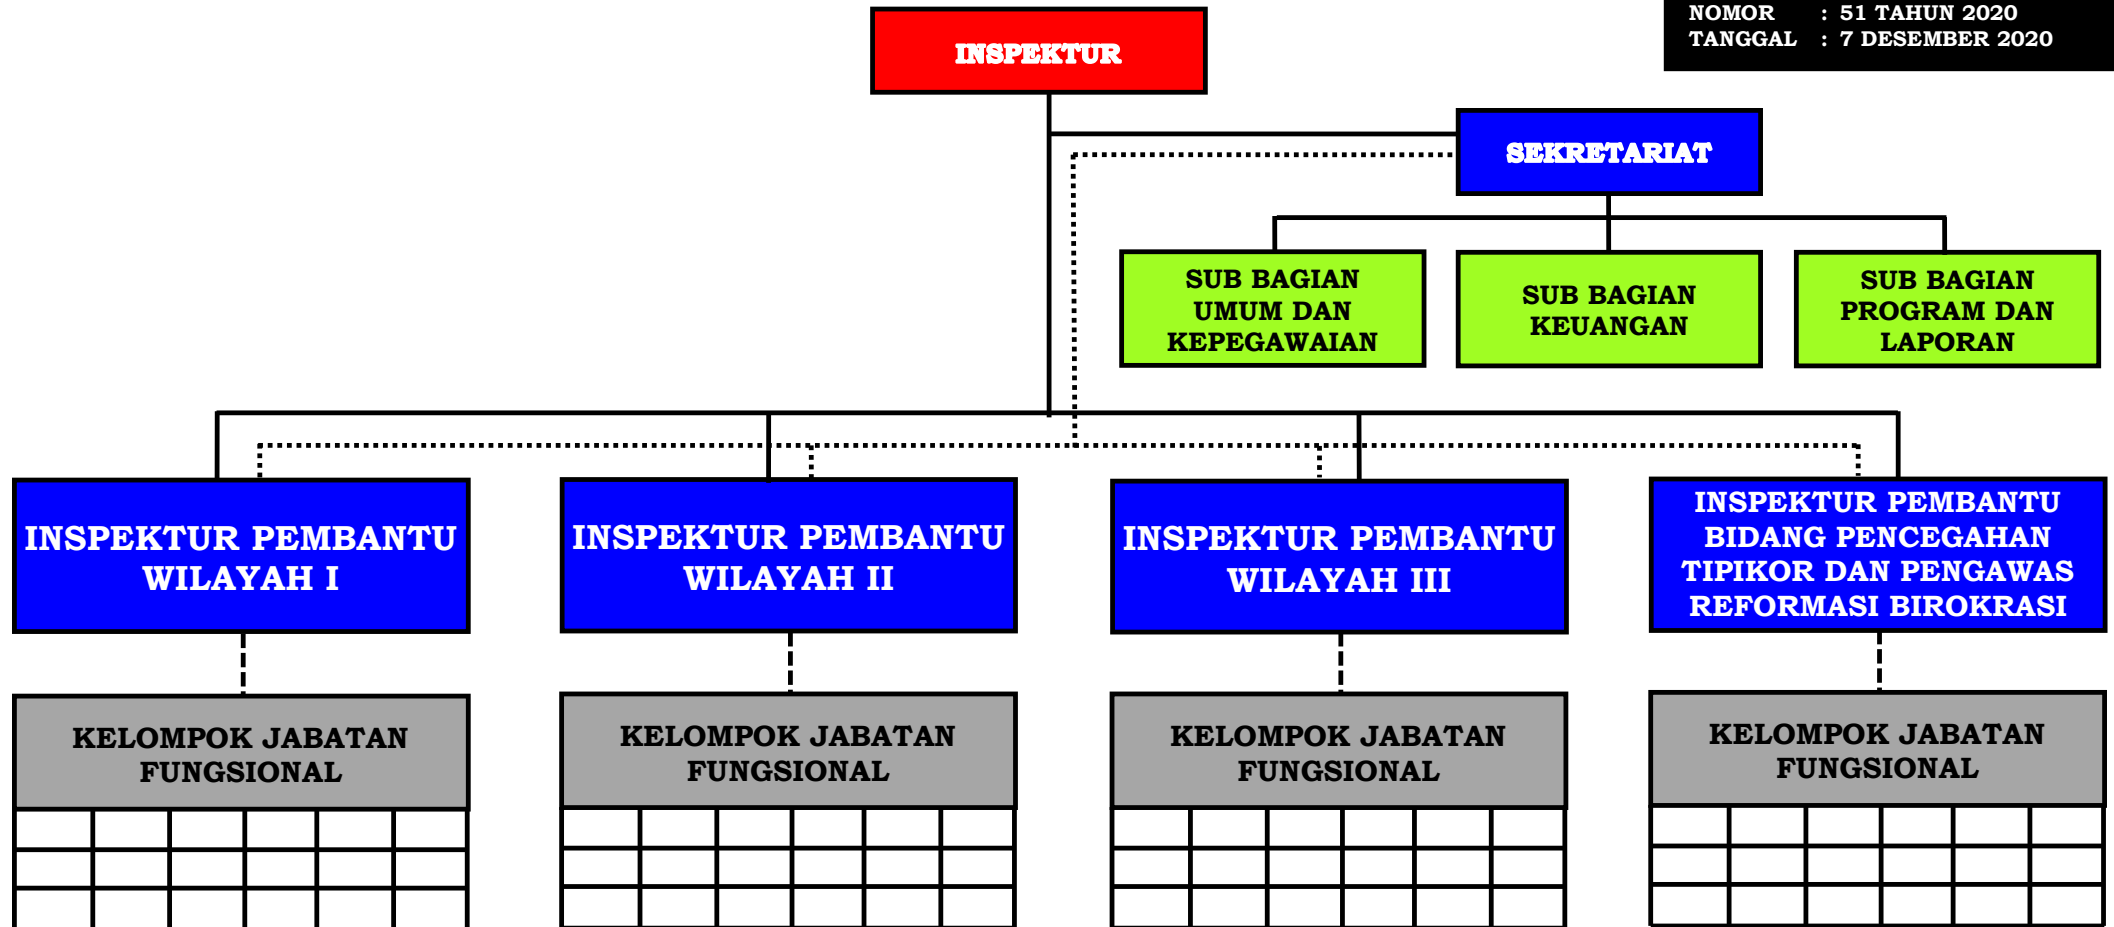 NOMOR : 51 TAHUN 2020
TANGGAL : 7 DESEMBER 2020
INSPEKTUR
SEKRETARIAT
SUB BAGIAN
UMUM DAN
KEPEGAWAIAN
SUB BAGIAN
KEUANGAN
SUB BAGIAN
PROGRAM DAN
LAPORAN
INSPEKTUR PEMBANTU
WILAYAH I
INSPEKTUR PEMBANTU
WILAYAH II
INSPEKTUR PEMBANTU
WILAYAH III
INSPEKTUR PEMBANTU
BIDANG PENCEGAHAN
TIPIKOR DAN PENGAWAS
REFORMASI BIROKRASI
KELOMPOK JABATAN
FUNGSIONAL
KELOMPOK JABATAN
FUNGSIONAL
KELOMPOK JABATAN
FUNGSIONAL
KELOMPOK JABATAN
FUNGSIONAL